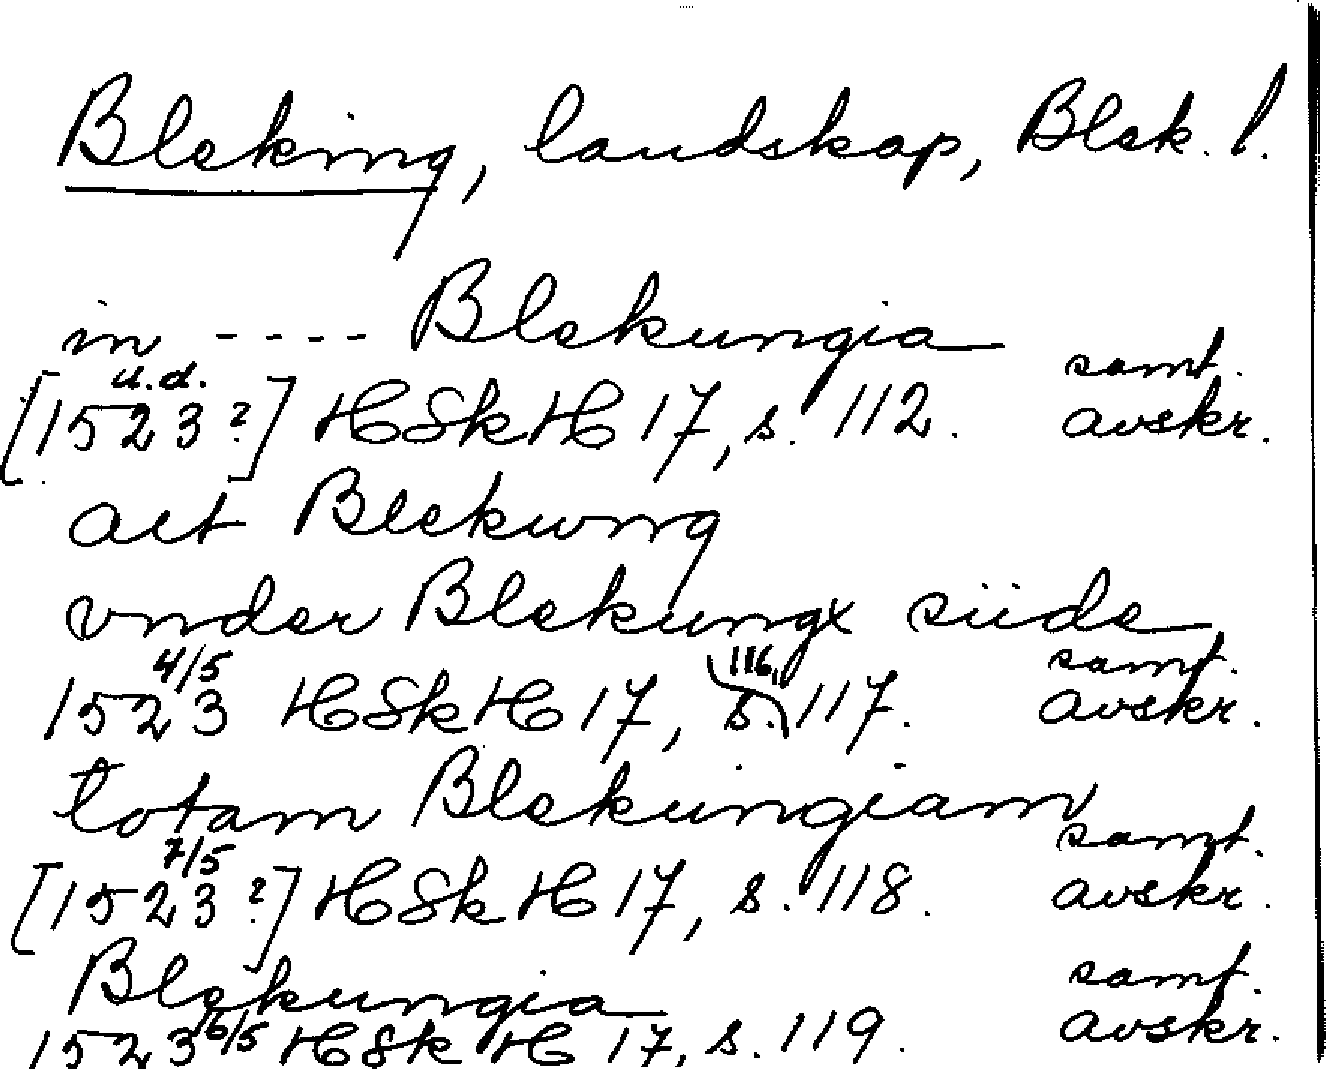 Bleking, landskap, Blek. l.
in ---- Blekungia
[1523 u.d. ?] HSkH 17, s. 112. samt. avskr.
aet Blekwng
vnder Blekungx siide
1523 4/5 HSkH 17, s. 116, 117. samt. avskr.
totam Blekungiam
[1523 7/5 ?] HSkH 17, s. 118. samt. avskr.
Blekungia
1523 6/5 HSkH 17, s. 119. samt. avskr.